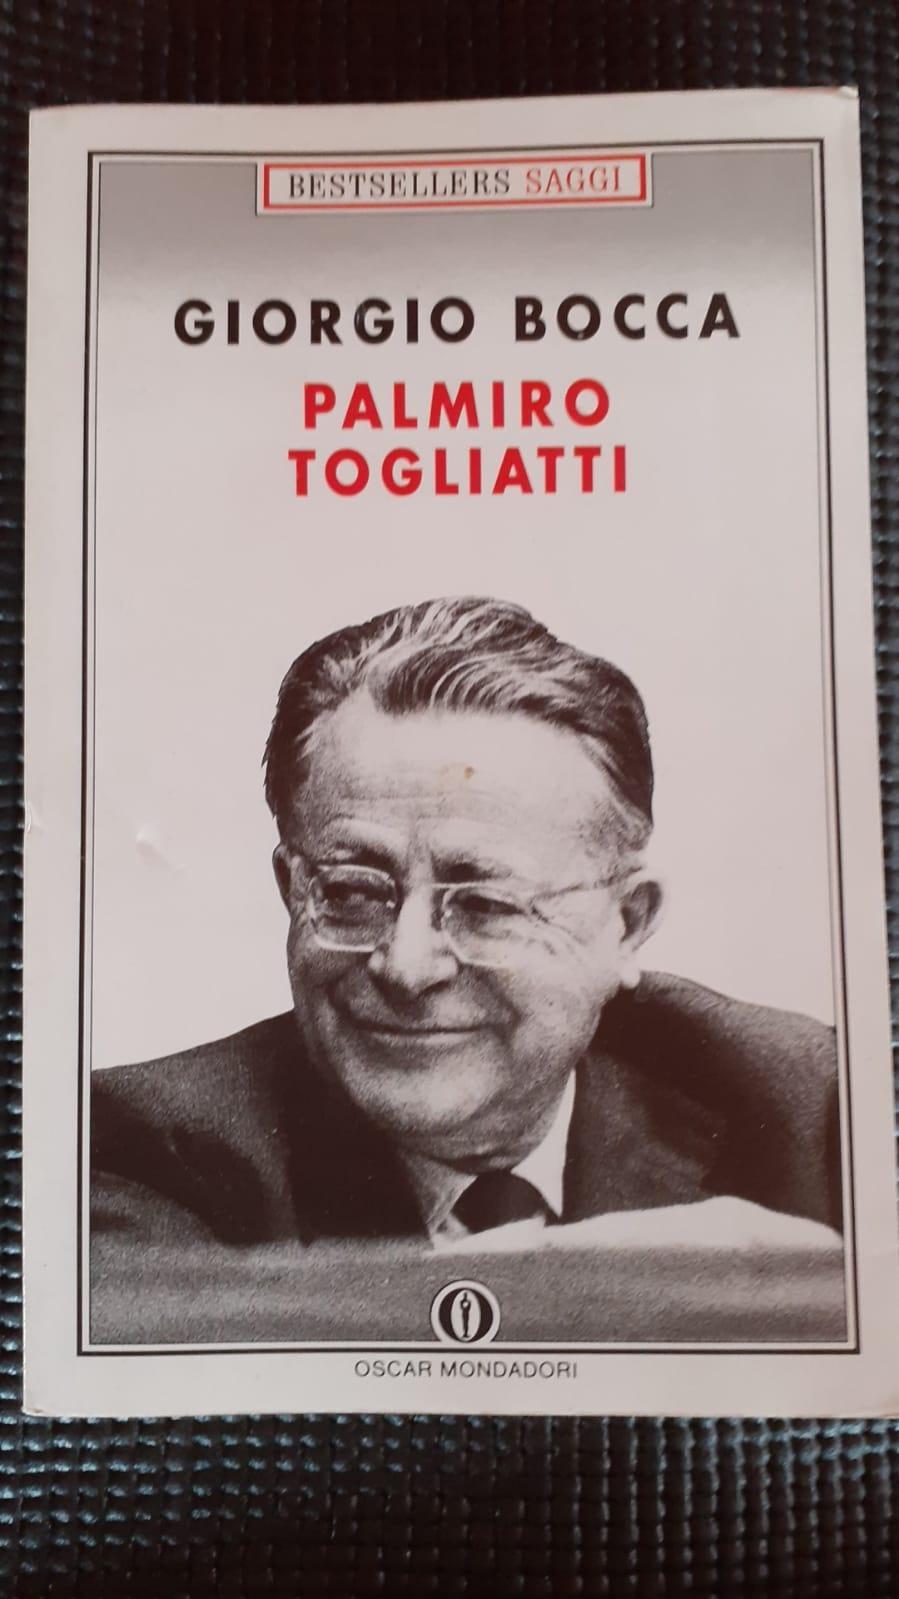 BESTSELLERS SAGGI
GIORGIO BOCCA
PALMIRO
TOGLIATTI
OSCAR MONDADORI